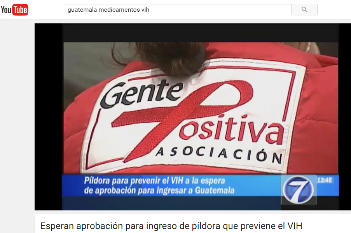 YouTube
guatemala medicamentos vih
Gente
Positiva
ASOCIACIÓN
Píldora para prevenir el VIH a la espera
de aprobación para ingresar a Guatemala
7
13:48
Esperan aprobación para ingreso de píldora que previene el VIH